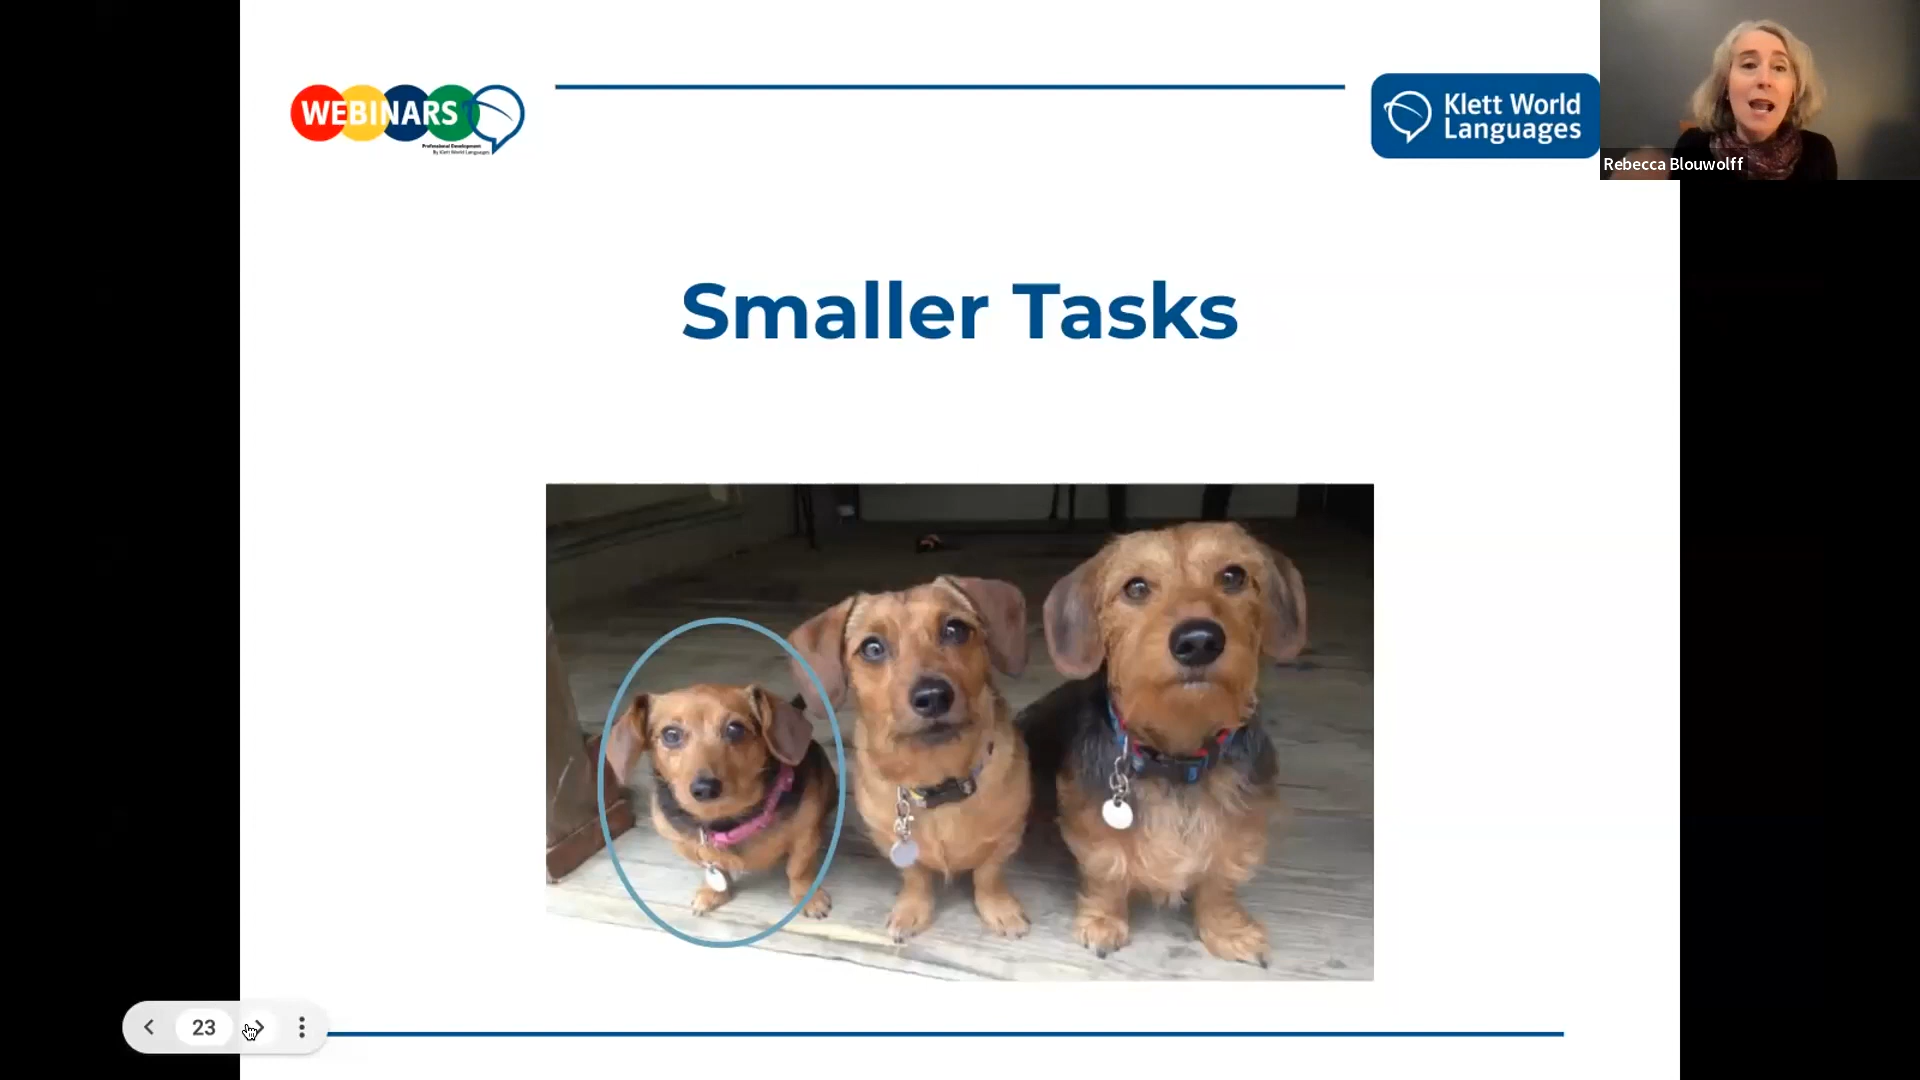 WEBINARS
Professional Development
By Klett World Languages
Klett World
Languages
Rebecca Blouwolff
Smaller Tasks
23